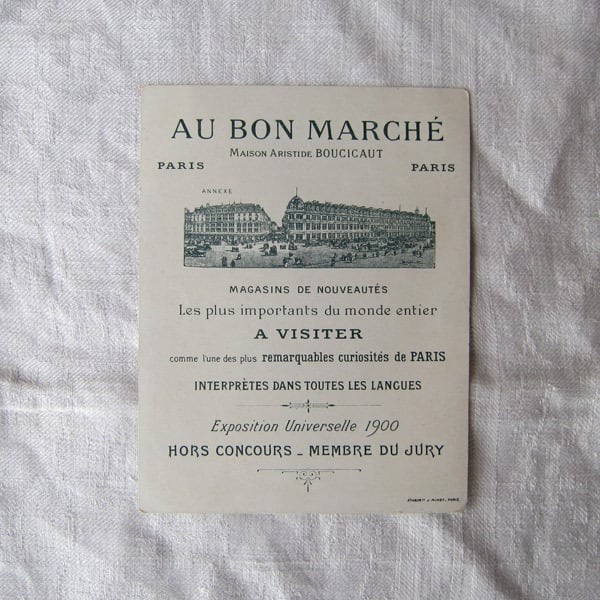 AU BON MARCHÉ
MAISON ARISTIDE BOUCICAUT
PARIS PARIS
ANNEXE
MAGASINS DE NOUVEAUTÉS
Les plus importants du monde entier
A VISITER
comme l'une des plus remarquables curiosités de PARIS
INTERPRÈTES DANS TOUTES LES LANGUES
Exposition Universelle 1900
HORS CONCOURS _ MEMBRE DU JURY
PARIS